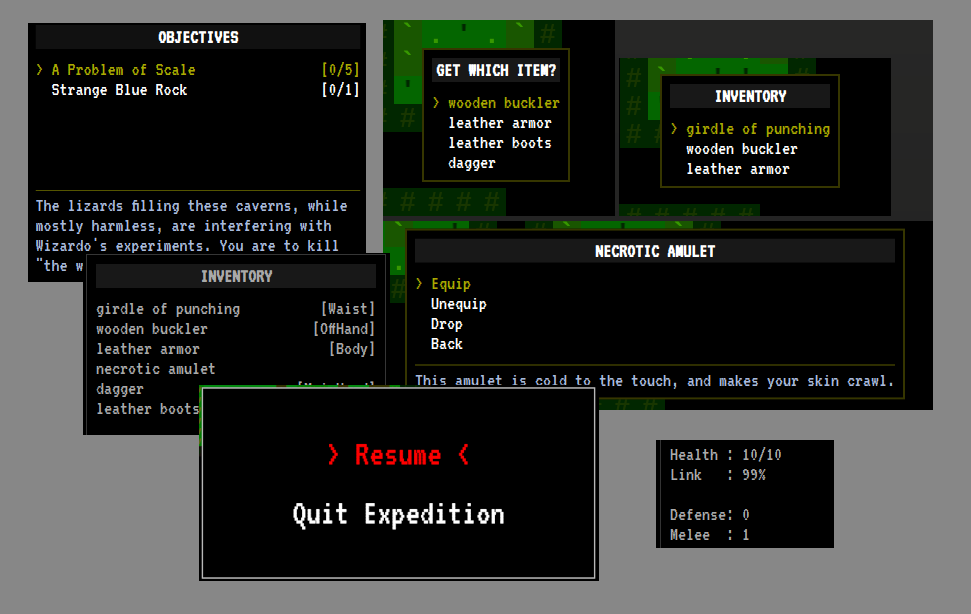 OBJECTIVES
> A Problem of Scale [0/5]
Strange Blue Rock [0/1]
The lizards filling these caverns, while
mostly harmless, are interfering with
Wizardo's experiments. You are to kill
"the w
GET WHICH ITEM?
> wooden buckler
leather armor
leather boots
dagger
INVENTORY
> girdle of punching
wooden buckler
leather armor
NECROTIC AMULET
> Equip
Unequip
Drop
Back
This amulet is cold to the touch, and makes your skin crawl.
INVENTORY
girdle of punching [Waist]
wooden buckler [OffHand]
leather armor [Body]
necrotic amulet
dagger
leather boots
> Resume <
Quit Expedition
Health : 10/10
Link : 99%
Defense: 0
Melee : 1